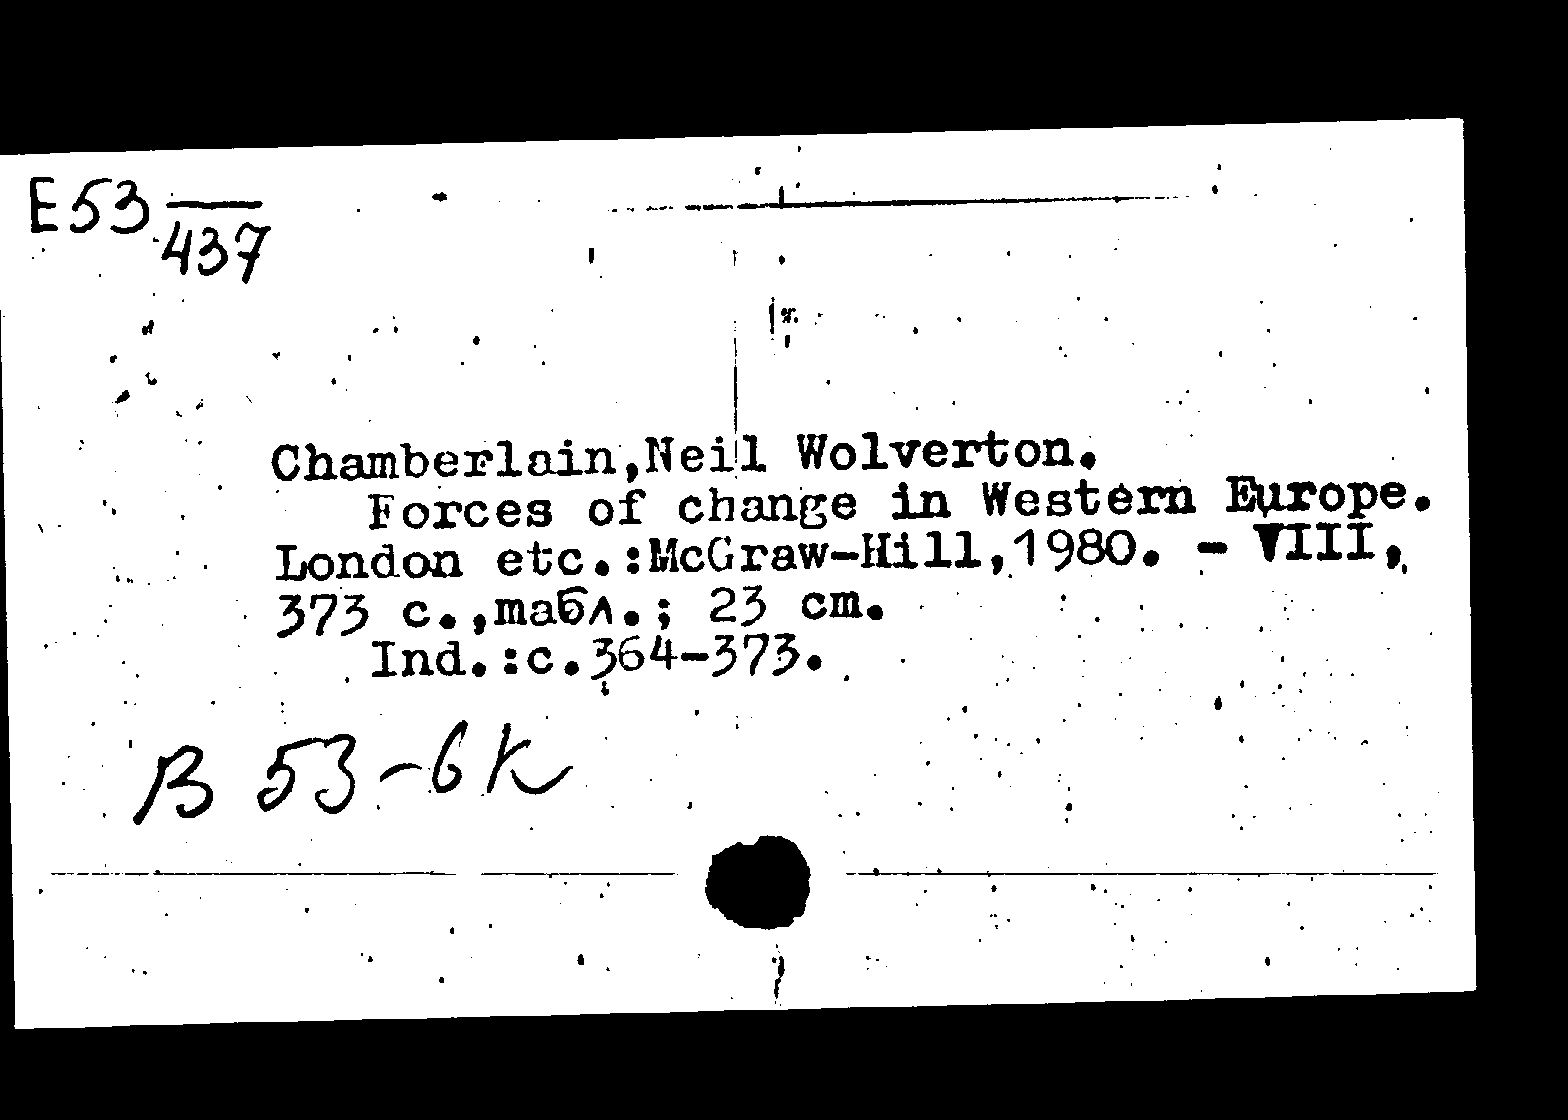 E53
437
Chamberlain,Neil Wolverton.
Forces of change in Western Europe.
London etc.:McGraw-Hill,1980. - VIII,
373 c.,табл.; 23 cm.
Ind.:c.364-373.
B 53-6К